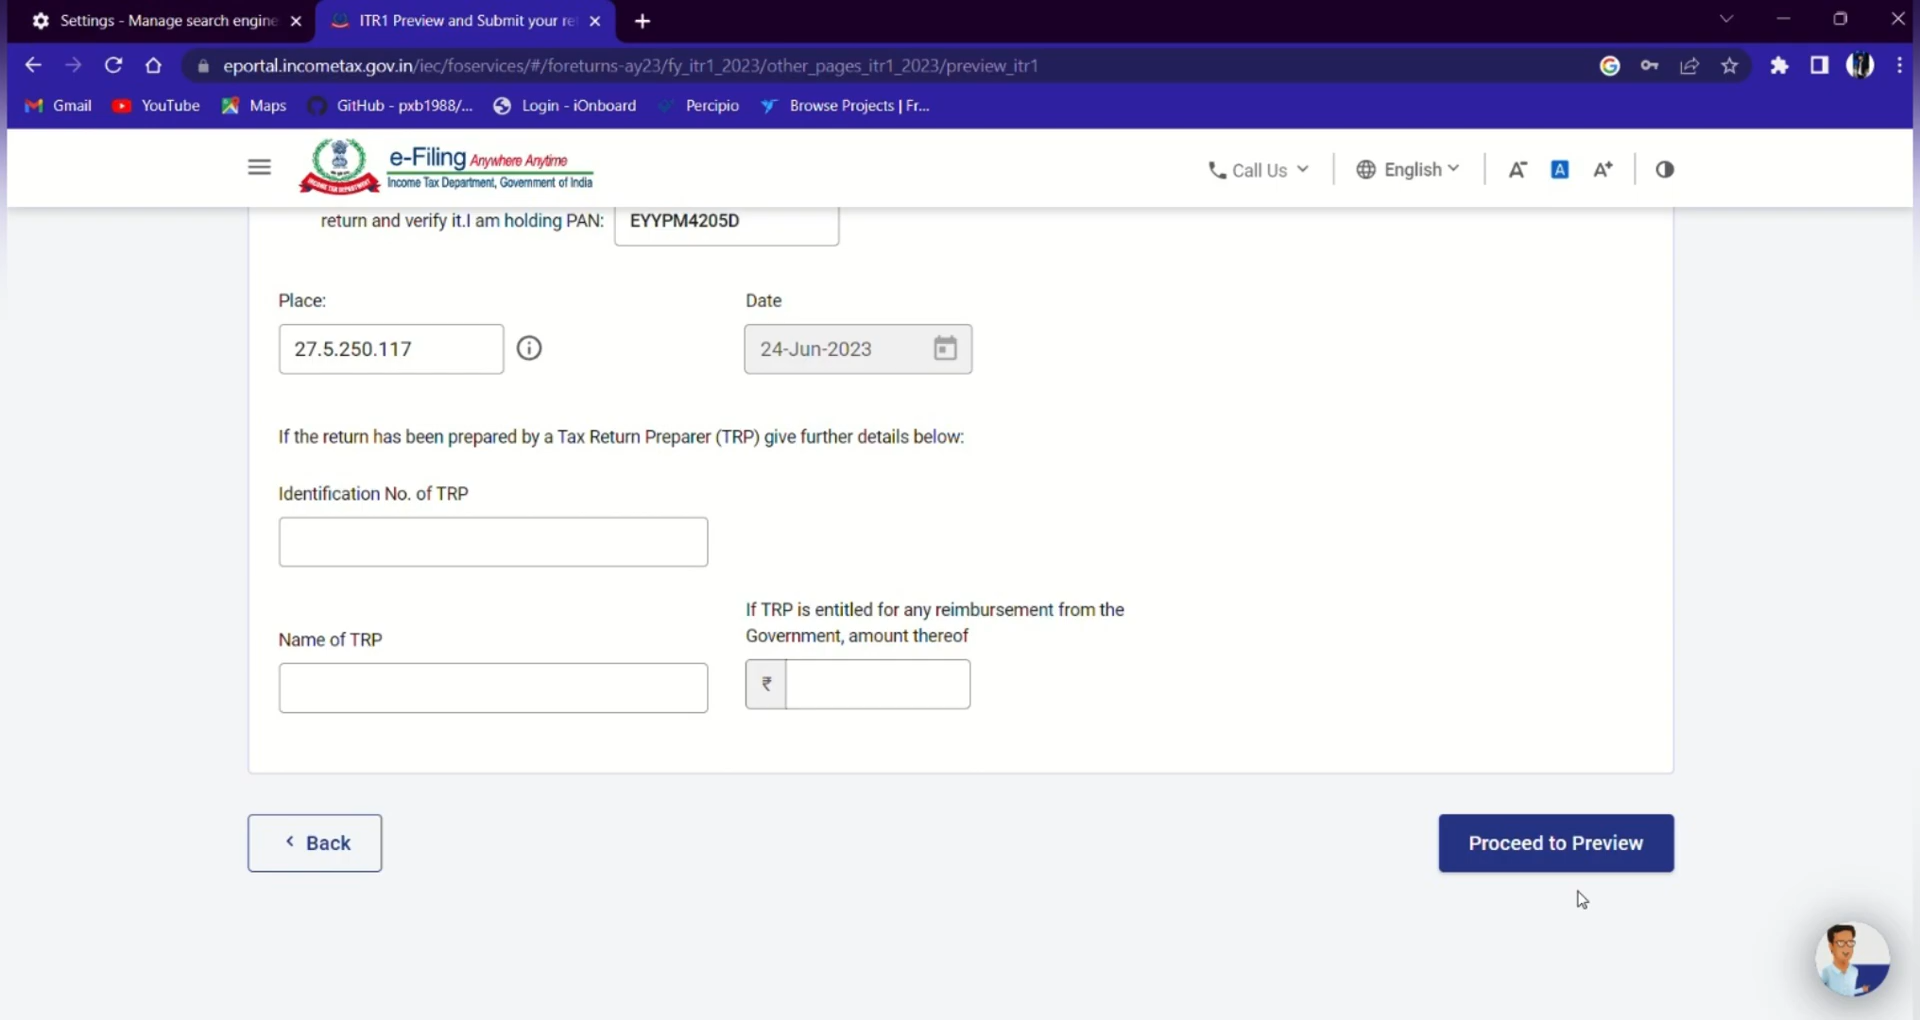 Settings - Manage search engine
ITR1 Preview and Submit your re
eportal.incometax.gov.in/iec/foservices/#/foreturns-ay23/fy_itr1_2023/other_pages_itr1_2023/preview_itr1
Gmail YouTube Maps GitHub - pxb1988/... Login - iOnboard Percipio Browse Projects | Fr...
e-Filing Anywhere Anytime
Income Tax Department, Government of India
Call Us English A- A A+
return and verify it.I am holding PAN: EYYPM4205D
Place: Date
27.5.250.117 24-Jun-2023
If the return has been prepared by a Tax Return Preparer (TRP) give further details below:
Identification No. of TRP
If TRP is entitled for any reimbursement from the
Government, amount thereof
Name of TRP
₹
Back Proceed to Preview